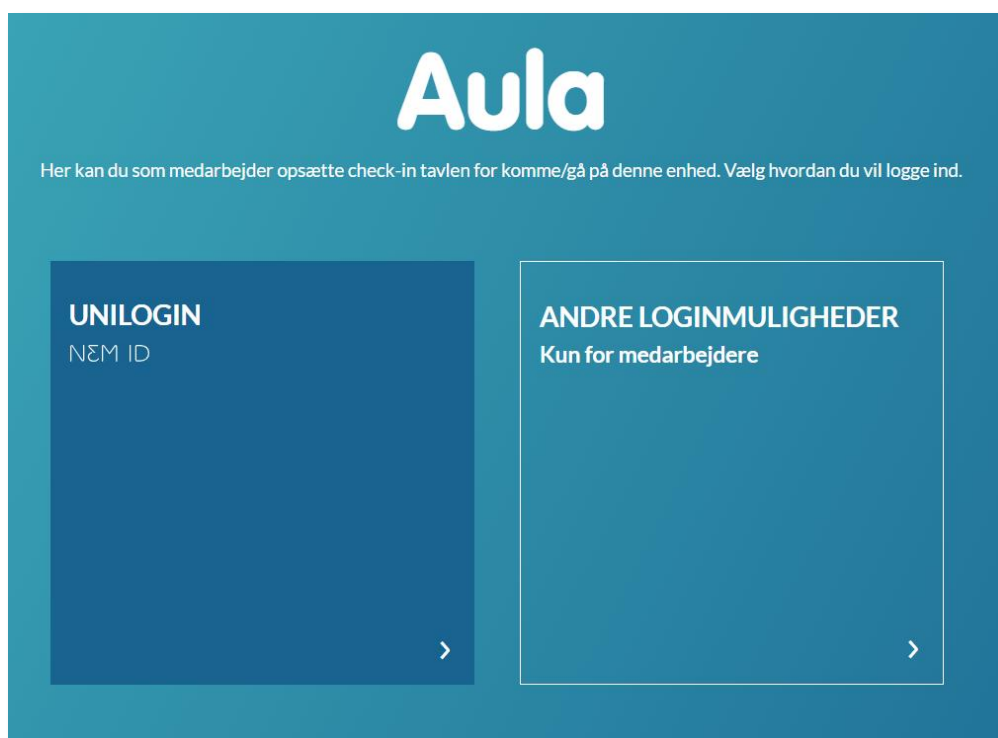 Aula
Her kan du som medarbejder opsætte check-in tavlen for komme/gå på denne enhed. Vælg hvordan du vil logge ind.
UNILOGIN
NEM ID
ANDRE LOGINMULIGHEDER
Kun for medarbejdere